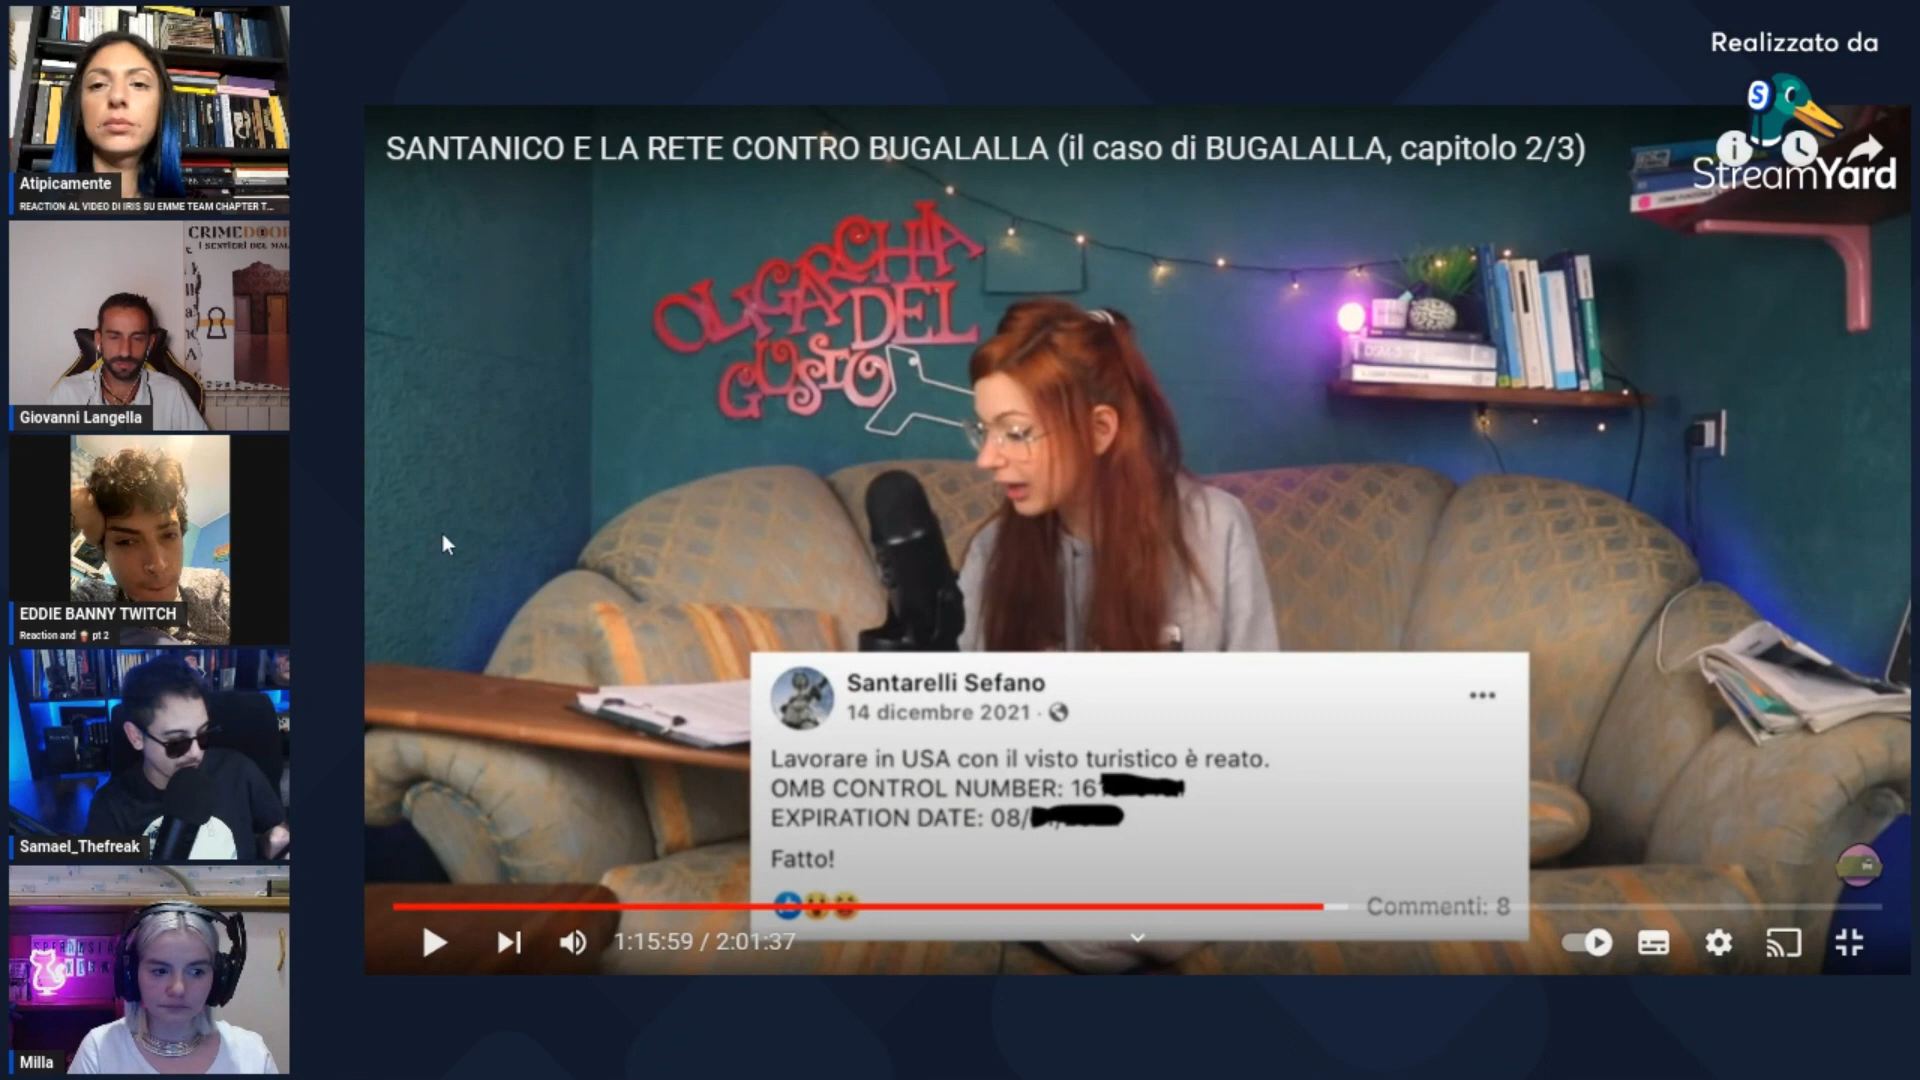 Atipicamente
REACTION AL VIDEO DI IRIS SU EMME TEAM CHAPTER T...
CRIMEDOOR
I SENTIERI DEL MAL
Giovanni Langella
EDDIE BANNY TWITCH
Reaction and pt 2
Samael_Thefreak
Milla
Realizzato da
StreamYard
SANTANICO E LA RETE CONTRO BUGALALLA (il caso di BUGALALLA, capitolo 2/3)
OLIGARCHIA
DEL
GUSTO
Santarelli Sefano
14 dicembre 2021 ·
Lavorare in USA con il visto turistico è reato.
OMB CONTROL NUMBER: 16
EXPIRATION DATE: 08/
Fatto!
Commenti: 8
1:15:59 / 2:01:37